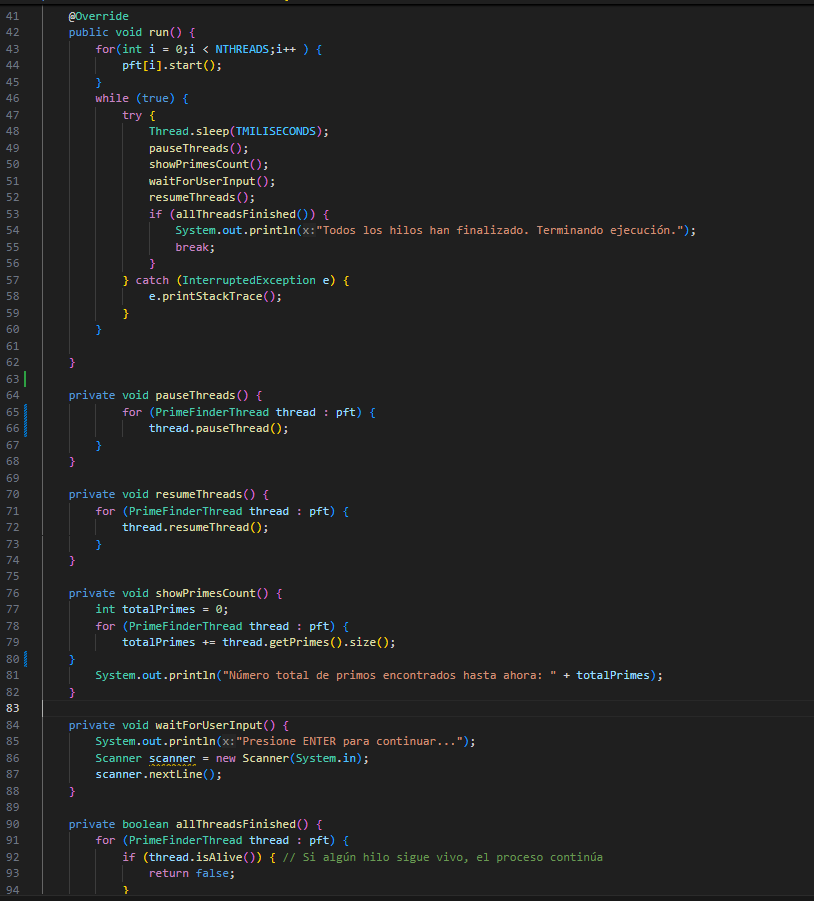 41 @Override
42 public void run() {
43 for(int i = 0;i < NTHREADS;i++ ) {
44 pft[i].start();
45 }
46 while (true) {
47 try {
48 Thread.sleep(TMILISECONDS);
49 pauseThreads();
50 showPrimesCount();
51 waitForUserInput();
52 resumeThreads();
53 if (allThreadsFinished()) {
54 System.out.println(x:"Todos los hilos han finalizado. Terminando ejecución.");
55 break;
56 }
57 } catch (InterruptedException e) {
58 e.printStackTrace();
59 }
60 }
61
62 }
63
64 private void pauseThreads() {
65 for (PrimeFinderThread thread : pft) {
66 thread.pauseThread();
67 }
68 }
69
70 private void resumeThreads() {
71 for (PrimeFinderThread thread : pft) {
72 thread.resumeThread();
73 }
74 }
75
76 private void showPrimesCount() {
77 int totalPrimes = 0;
78 for (PrimeFinderThread thread : pft) {
79 totalPrimes += thread.getPrimes().size();
80 }
81 System.out.println("Número total de primos encontrados hasta ahora: " + totalPrimes);
82 }
83
84 private void waitForUserInput() {
85 System.out.println(x:"Presione ENTER para continuar...");
86 Scanner scanner = new Scanner(System.in);
87 scanner.nextLine();
88 }
89
90 private boolean allThreadsFinished() {
91 for (PrimeFinderThread thread : pft) {
92 if (thread.isAlive()) { // Si algún hilo sigue vivo, el proceso continúa
93 return false;
94 }